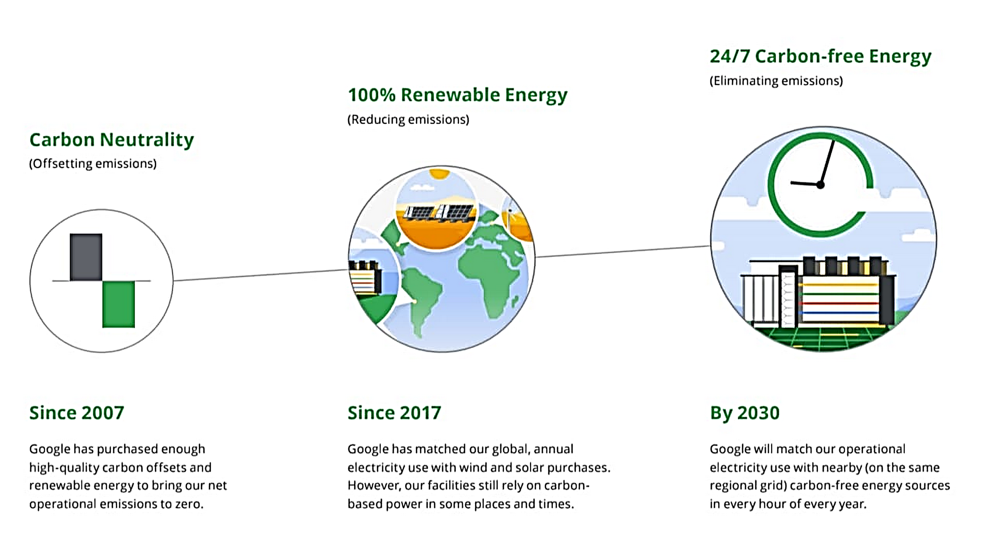 Carbon Neutrality
(Offsetting emissions)
Since 2007
Google has purchased enough
high-quality carbon offsets and
renewable energy to bring our net
operational emissions to zero.
100% Renewable Energy
(Reducing emissions)
Since 2017
Google has matched our global, annual
electricity use with wind and solar purchases.
However, our facilities still rely on carbon-
based power in some places and times.
24/7 Carbon-free Energy
(Eliminating emissions)
By 2030
Google will match our operational
electricity use with nearby (on the same
regional grid) carbon-free energy sources
in every hour of every year.